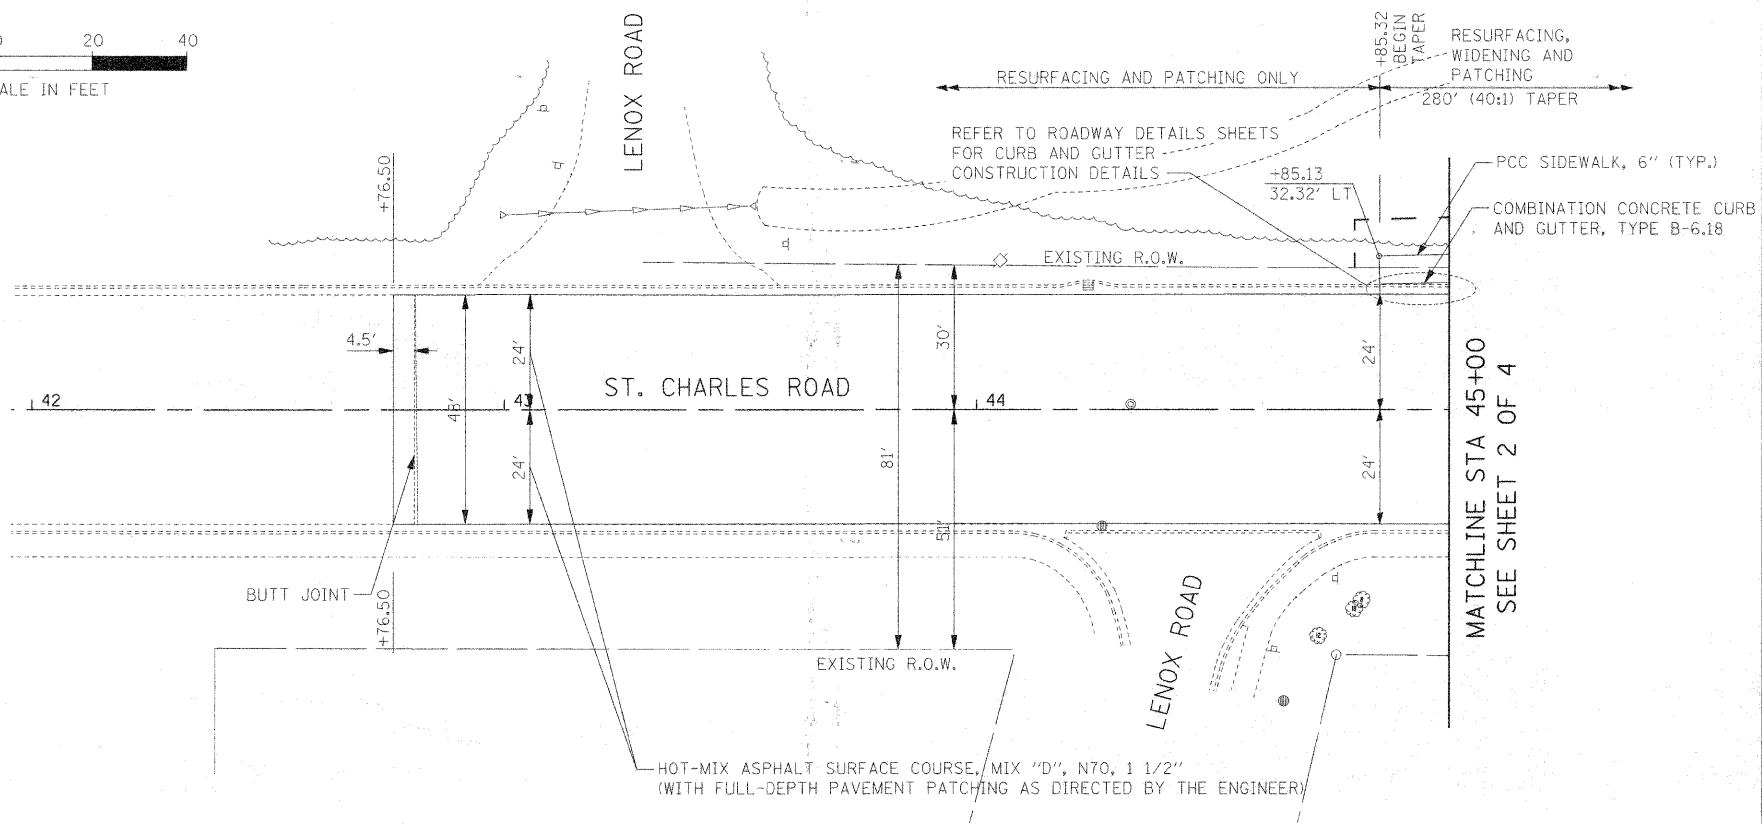 20 40
ALE IN FEET
LENOX ROAD
+85.32
BEGIN
TAPER
RESURFACING,
WIDENING AND
PATCHING
RESURFACING AND PATCHING ONLY
280' (40:1) TAPER
REFER TO ROADWAY DETAILS SHEETS
FOR CURB AND GUTTER
CONSTRUCTION DETAILS
+85.13
32.32' LT
PCC SIDEWALK, 6" (TYP.)
COMBINATION CONCRETE CURB
AND GUTTER, TYPE B-6.18
+76.50
EXISTING R.O.W.
4.5'
24'
30'
24'
ST. CHARLES ROAD
42
48'
43
44
24'
81'
51'
24'
MATCHLINE STA 45+00
SEE SHEET 2 OF 4
BUTT JOINT
+76.50
EXISTING R.O.W.
LENOX ROAD
HOT-MIX ASPHALT SURFACE COURSE, MIX "D", N70, 1 1/2"
(WITH FULL-DEPTH PAVEMENT PATCHING AS DIRECTED BY THE ENGINEER)